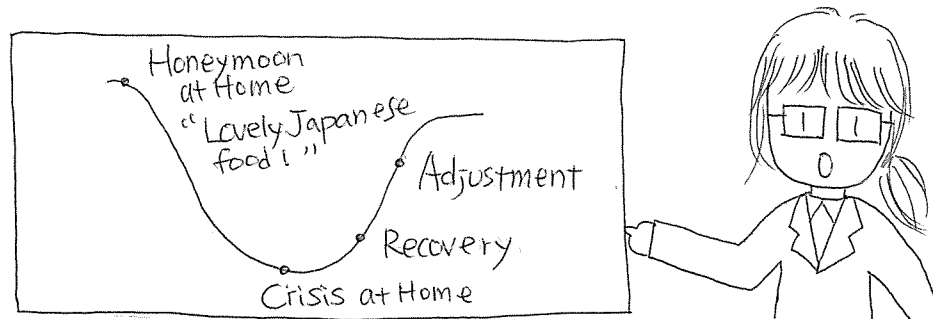 Honeymoon
at Home
"Lovely Japanese
food!"
Adjustment
Recovery
Crisis at Home